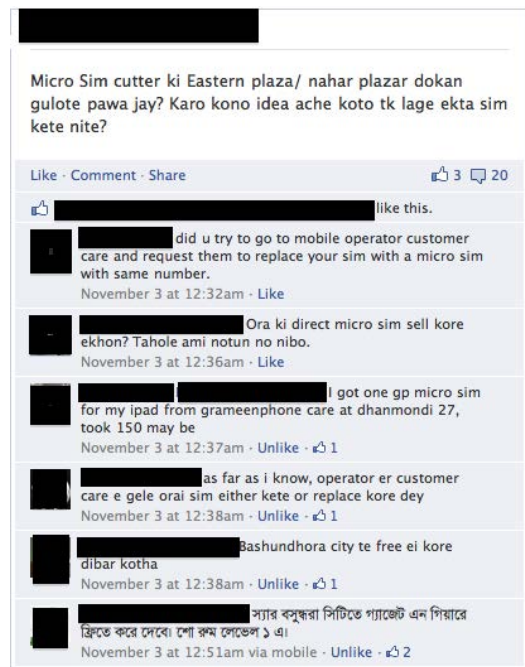 Micro Sim cutter ki Eastern plaza/ nahar plazar dokan
gulote pawa jay? Karo kono idea ache koto tk lage ekta sim
kete nite?
Like · Comment · Share 3 20
like this.
did u try to go to mobile operator customer
care and request them to replace your sim with a micro sim
with same number.
November 3 at 12:32am · Like
Ora ki direct micro sim sell kore
ekhon? Tahole ami notun no nibo.
November 3 at 12:36am · Like
I got one gp micro sim
for my ipad from grameenphone care at dhanmondi 27,
took 150 may be
November 3 at 12:37am · Unlike · 1
as far as i know, operator er customer
care e gele orai sim either kete or replace kore dey
November 3 at 12:38am · Unlike · 1
Bashundhora city te free ei kore
dibar kotha
November 3 at 12:38am · Unlike · 1
স্যার বসুন্ধরা সিটিতে গ্যাজেট এন গিয়ারে
ফ্রিতে করে দেবে। শো রুম লেভেল ১ এ।
November 3 at 12:51am via mobile · Unlike · 2